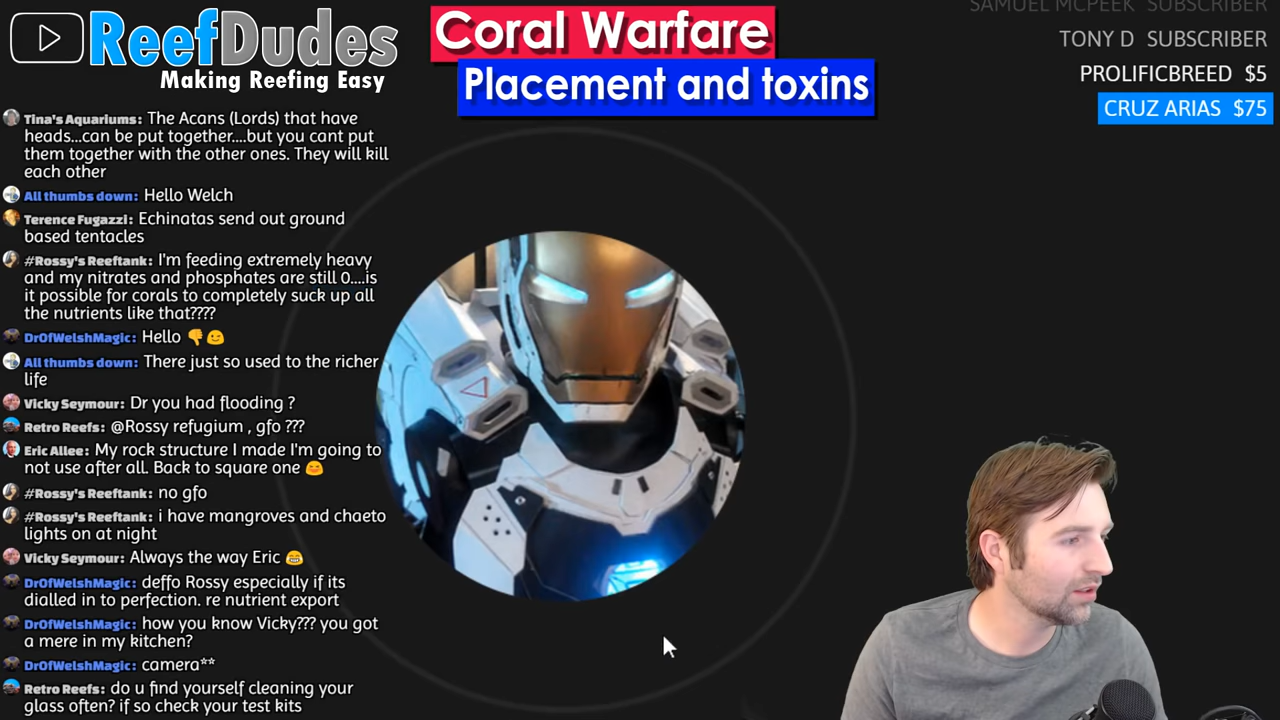 ReefDudes
Making Reefing Easy
Coral Warfare
Placement and toxins
SAMUEL MCPEEK SUBSCRIBER
TONY D SUBSCRIBER
PROLIFICBREED $5
CRUZ ARIAS $75
Tina's Aquariums: The Acans (Lords) that have
heads...can be put together....but you cant put
them together with the other ones. They will kill
each other
All thumbs down: Hello Welch
Terence Fugazzi: Echinatas send out ground
based tentacles
#Rossy's Reeftank: I'm feeding extremely heavy
and my nitrates and phosphates are still 0....is
it possible for corals to completely suck up all
the nutrients like that????
DrOfWelshMagic: Hello 👎😉
All thumbs down: There just so used to the richer
life
Vicky Seymour: Dr you had flooding ?
Retro Reefs: @Rossy refugium , gfo ???
Eric Allee: My rock structure I made I'm going to
not use after all. Back to square one 😄
#Rossy's Reeftank: no gfo
#Rossy's Reeftank: i have mangroves and chaeto
lights on at night
Vicky Seymour: Always the way Eric 😂
DrOfWelshMagic: deffo Rossy especially if its
dialled in to perfection. re nutrient export
DrOfWelshMagic: how you know Vicky??? you got
a mere in my kitchen?
DrOfWelshMagic: camera**
Retro Reefs: do u find yourself cleaning your
glass often? if so check your test kits